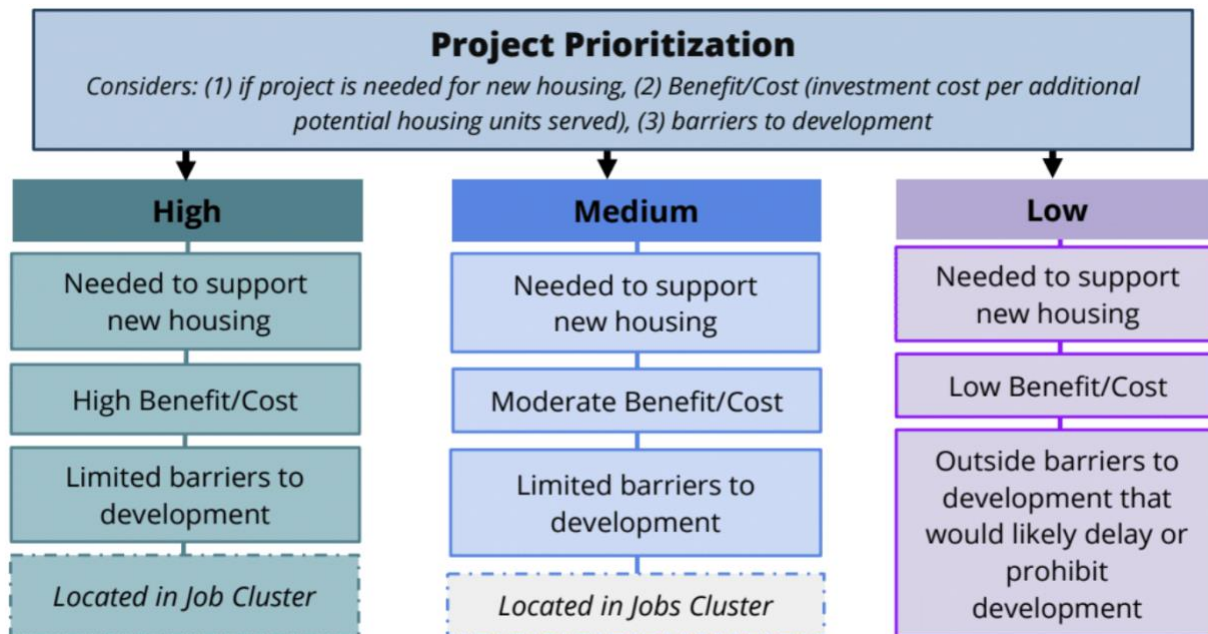 Project Prioritization
Considers: (1) if project is needed for new housing, (2) Benefit/Cost (investment cost per additional
potential housing units served), (3) barriers to development
High
Needed to support
new housing
High Benefit/Cost
Limited barriers to
development
Located in Job Cluster
Medium
Needed to support
new housing
Moderate Benefit/Cost
Limited barriers to
development
Located in Jobs Cluster
Low
Needed to support
new housing
Low Benefit/Cost
Outside barriers to
development that
would likely delay or
prohibit
development